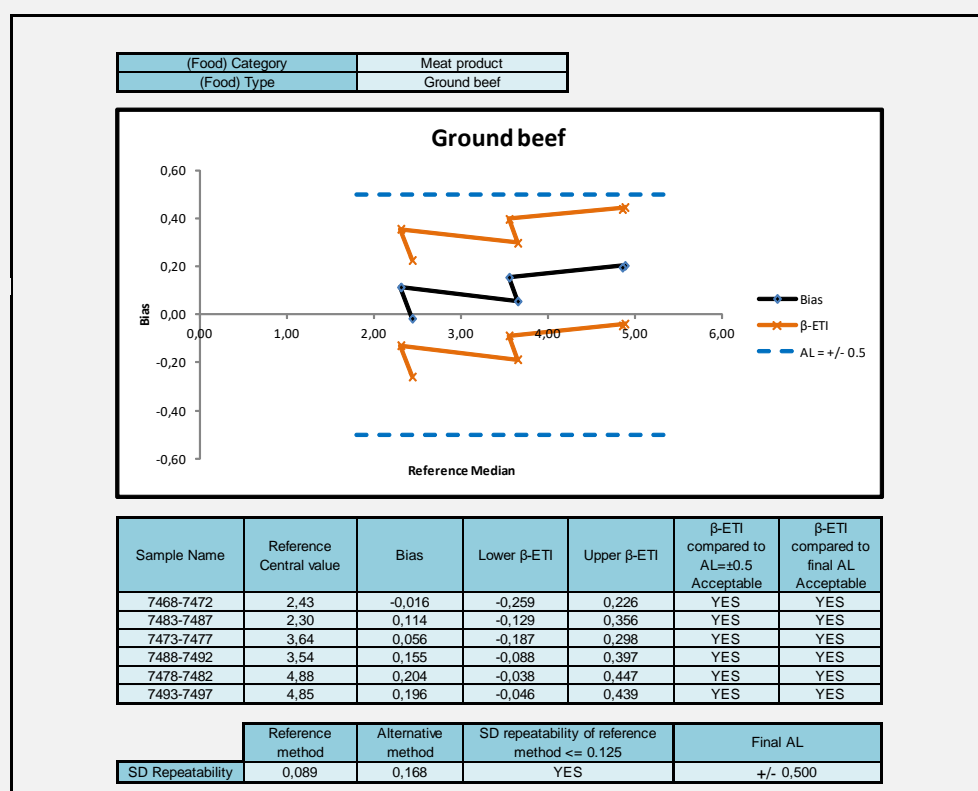 (Food) Category Meat product
(Food) Type Ground beef
Ground beef
0,60
0,40
0,20
0,00
-0,20
-0,40
-0,60
Bias
0,00 1,00 2,00 3,00 4,00 5,00 6,00
Reference Median
Bias
β-ETI
AL = +/- 0.5
Sample Name Reference Central value Bias Lower β-ETI Upper β-ETI β-ETI compared to AL=±0.5 Acceptable β-ETI compared to final AL Acceptable
7468-7472 2,43 -0,016 -0,259 0,226 YES YES
7483-7487 2,30 0,114 -0,129 0,356 YES YES
7473-7477 3,64 0,056 -0,187 0,298 YES YES
7488-7492 3,54 0,155 -0,088 0,397 YES YES
7478-7482 4,88 0,204 -0,038 0,447 YES YES
7493-7497 4,85 0,196 -0,046 0,439 YES YES
Reference method Alternative method SD repeatability of reference method <= 0.125 Final AL
SD Repeatability 0,089 0,168 YES +/- 0,500